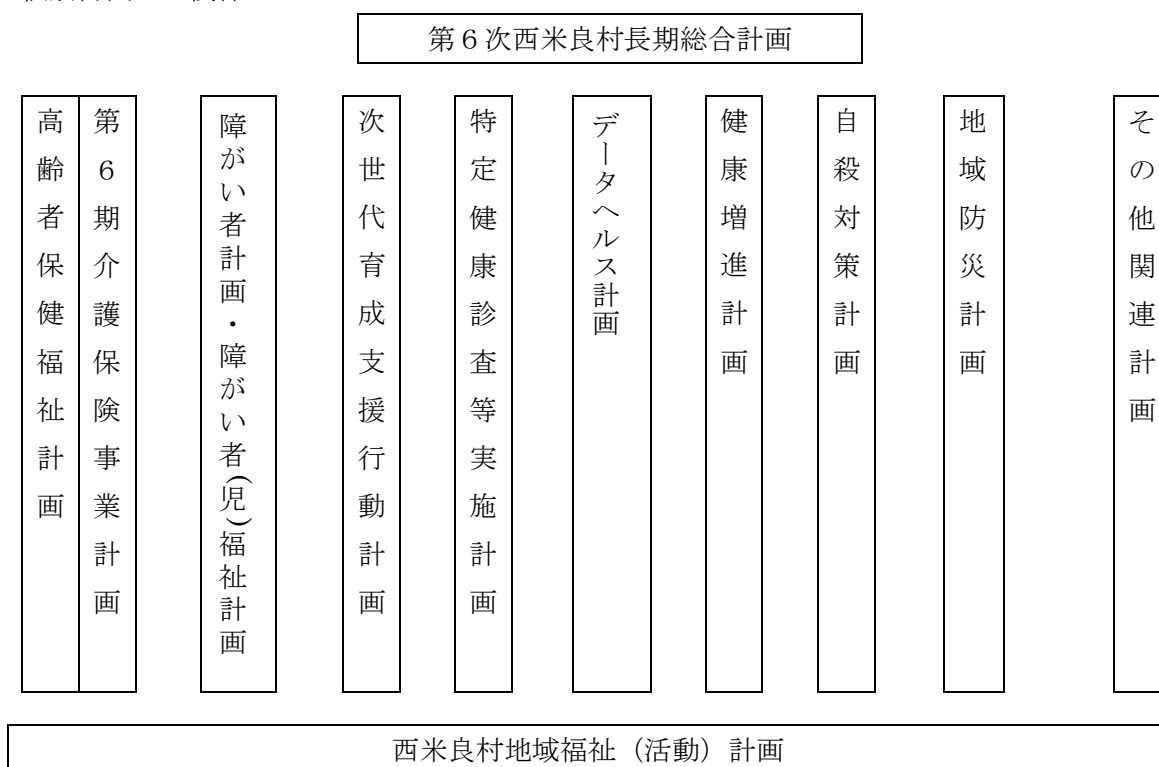 第６次西米良村長期総合計画
高齢者保健福祉計画
第６期介護保険事業計画
障がい者計画・障がい者(児)福祉計画
次世代育成支援行動計画
特定健康診査等実施計画
データヘルス計画
健康増進計画
自殺対策計画
地域防災計画
その他関連計画
西米良村地域福祉（活動）計画